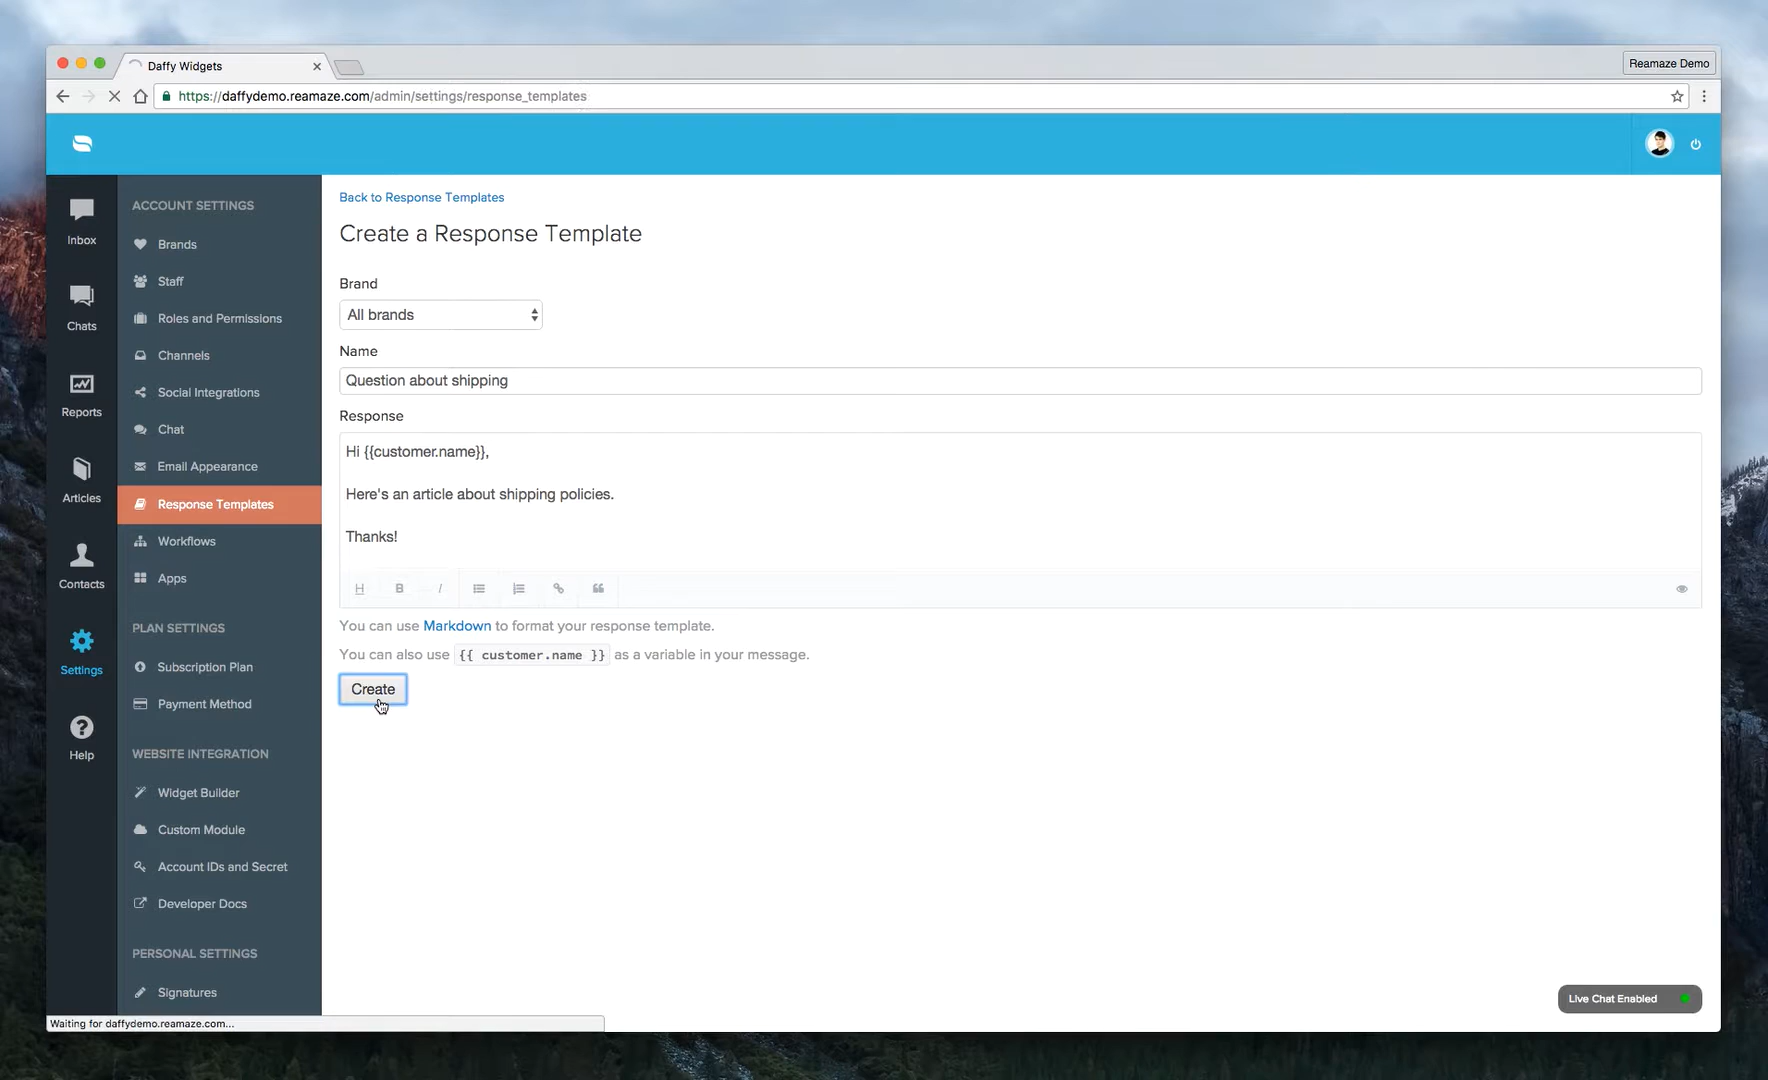 Daffy Widgets
Reamaze Demo
https://daffydemo.reamaze.com/admin/settings/response_templates
Inbox
Chats
Reports
Articles
Contacts
Settings
Help
ACCOUNT SETTINGS
Brands
Staff
Roles and Permissions
Channels
Social Integrations
Chat
Email Appearance
Response Templates
Workflows
Apps
PLAN SETTINGS
Subscription Plan
Payment Method
WEBSITE INTEGRATION
Widget Builder
Custom Module
Account IDs and Secret
Developer Docs
PERSONAL SETTINGS
Signatures
Back to Response Templates
Create a Response Template
Brand
All brands
Name
Question about shipping
Response
Hi {{customer.name}},
Here's an article about shipping policies.
Thanks!
H B I
You can use Markdown to format your response template.
You can also use {{ customer.name }} as a variable in your message.
Create
Live Chat Enabled
Waiting for daffydemo.reamaze.com...